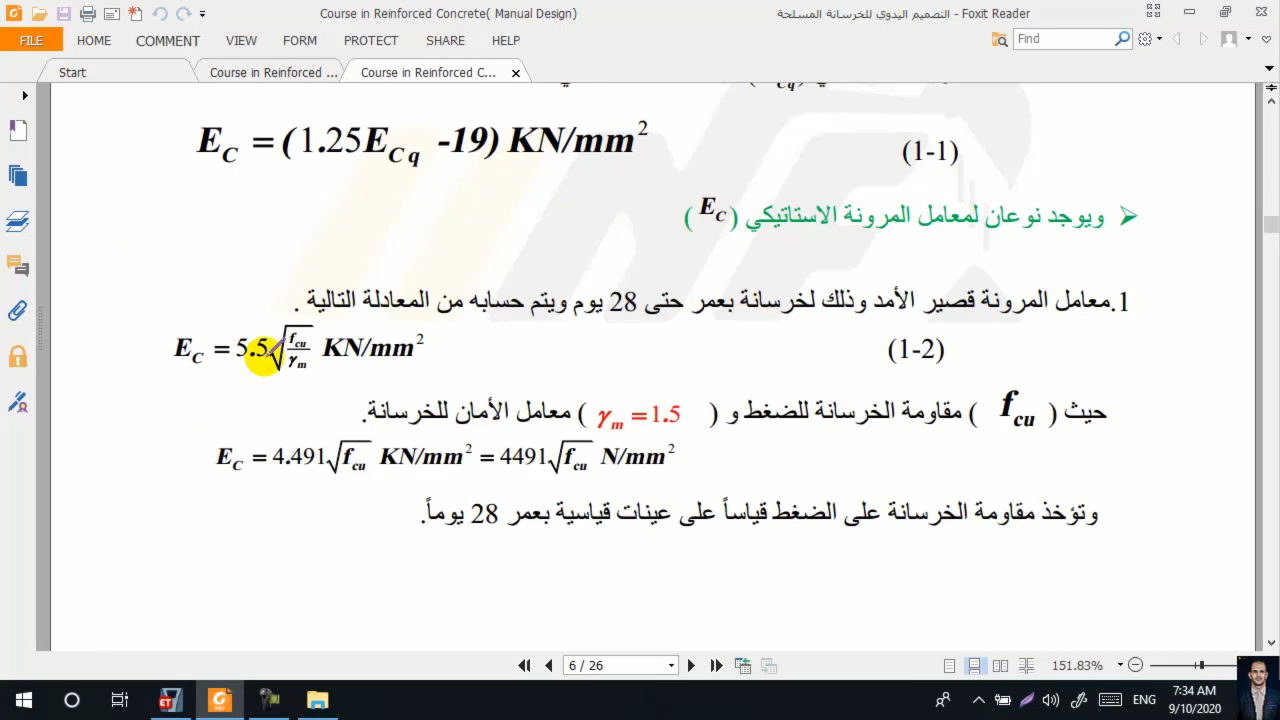 Course in Reinforced Concrete( Manual Design) التصميم اليدوي للخرسانة المسلحة - Foxit Reader
FILE HOME COMMENT VIEW FORM PROTECT SHARE HELP Find
Start Course in Reinforced ... Course in Reinforced C...
E_C = (1.25E_Cq -19) KN/mm² (1-1)
ويوجد نوعان لمعامل المرونة الاستاتيكي (E_C)
1.معامل المرونة قصير الأمد وذلك لخرسانة بعمر حتى 28 يوم ويتم حسابه من المعادلة التالية .
E_C = 5.5√(f_cu/γ_m) KN/mm² (1-2)
حيث (f_cu) مقاومة الخرسانة للضغط و (γ_m =1.5) معامل الأمان للخرسانة.
E_C = 4.491√f_cu KN/mm² = 4491√f_cu N/mm²
وتؤخذ مقاومة الخرسانة على الضغط قياساً على عينات قياسية بعمر 28 يوماً.
6 / 26 151.83%
ENG 7:34 AM
9/10/2020